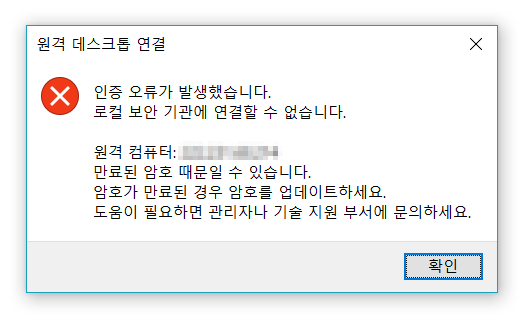 원격 데스크톱 연결
인증 오류가 발생했습니다.
로컬 보안 기관에 연결할 수 없습니다.
원격 컴퓨터:
만료된 암호 때문일 수 있습니다.
암호가 만료된 경우 암호를 업데이트하세요.
도움이 필요하면 관리자나 기술 지원 부서에 문의하세요.
확인